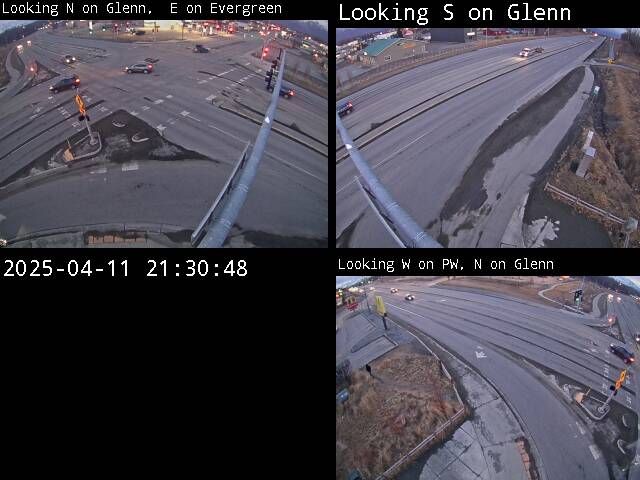 Looking N on Glenn,  E on Evergreen
Looking S on Glenn
2025-04-11 21:30:48
Looking W on PW, N on Glenn